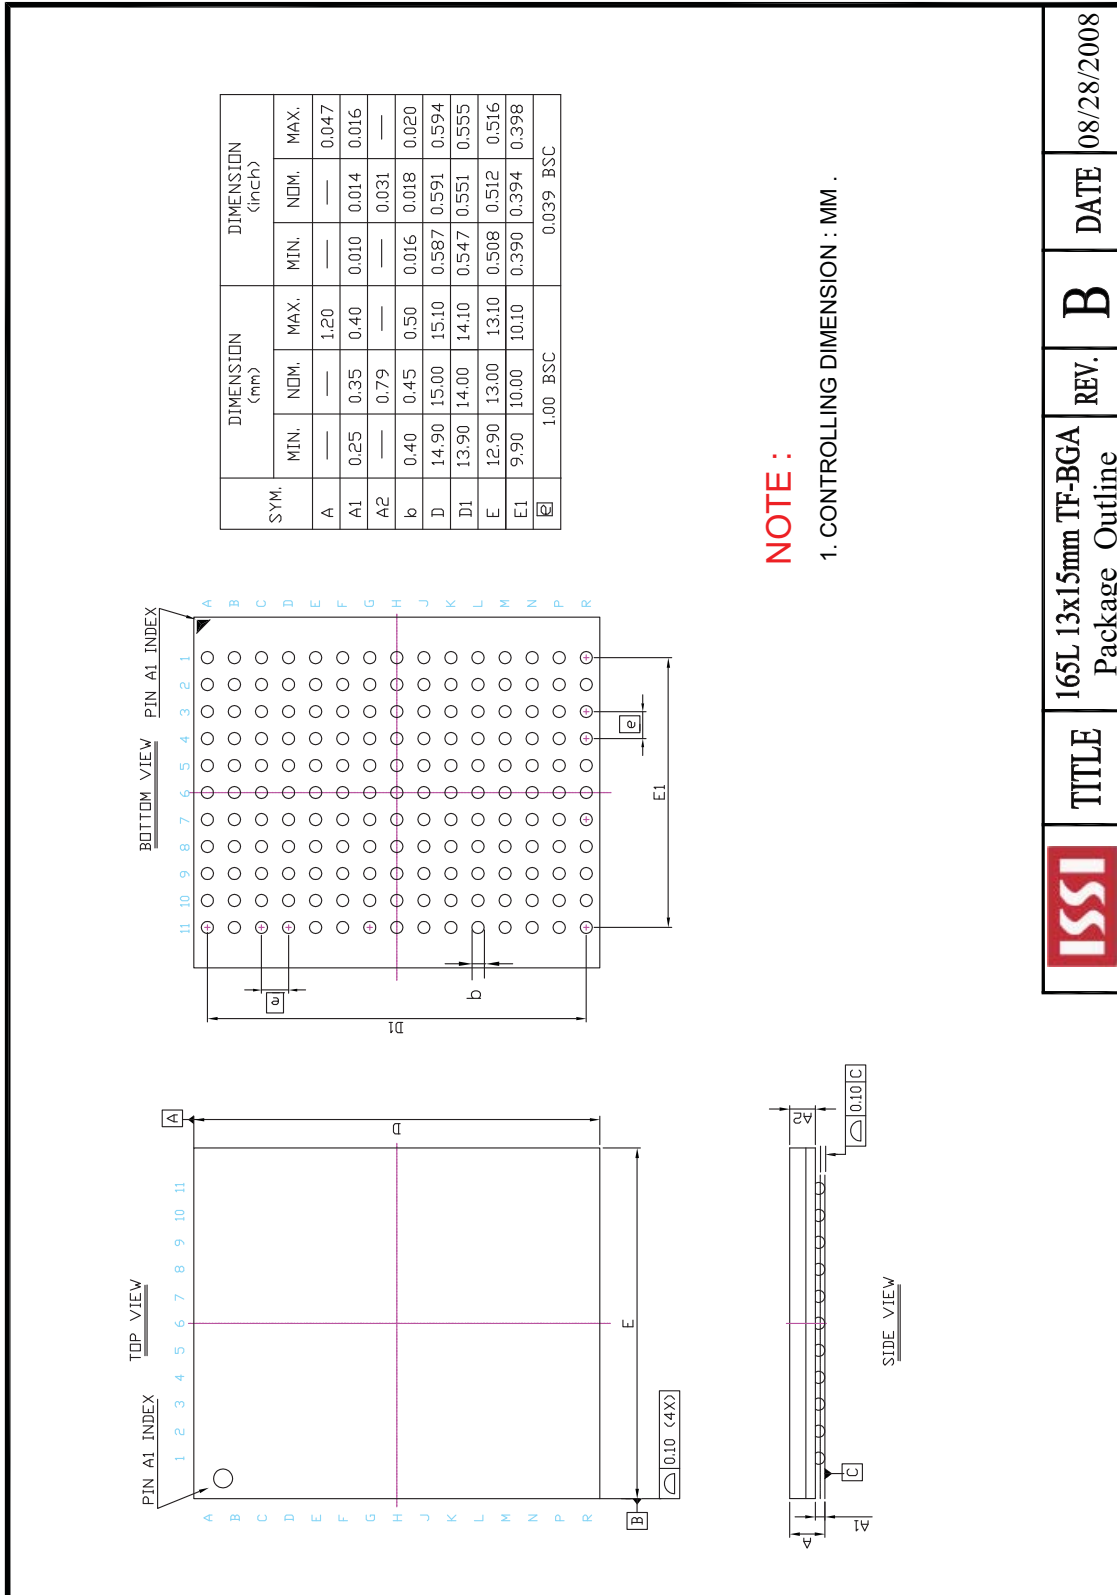 TOP VIEW
PIN A1 INDEX
1 2 3 4 5 6 7 8 9 10 11
A
B
C
D
E
F
G
H
J
K
L
M
N
P
R
A
D
E
B
0.10 (4X)
BOTTOM VIEW
PIN A1 INDEX
11 10 9 8 7 6 5 4 3 2 1
A
B
C
D
E
F
G
H
J
K
L
M
N
P
R
e
D1
b
e
E1
SYM. DIMENSION (mm) DIMENSION (inch)
MIN. NOM. MAX. MIN. NOM. MAX.
A — — 1.20 — — 0.047
A1 0.25 0.35 0.40 0.010 0.014 0.016
A2 — 0.79 — — 0.031 —
b 0.40 0.45 0.50 0.016 0.018 0.020
D 14.90 15.00 15.10 0.587 0.591 0.594
D1 13.90 14.00 14.10 0.547 0.551 0.555
E 12.90 13.00 13.10 0.508 0.512 0.516
E1 9.90 10.00 10.10 0.390 0.394 0.398
e 1.00 BSC 0.039 BSC
A
A1
A2
C
0.10 C
SIDE VIEW
NOTE :
1. CONTROLLING DIMENSION : MM .
ISSI
TITLE
165L 13x15mm TF-BGA
Package Outline
REV.
B
DATE
08/28/2008